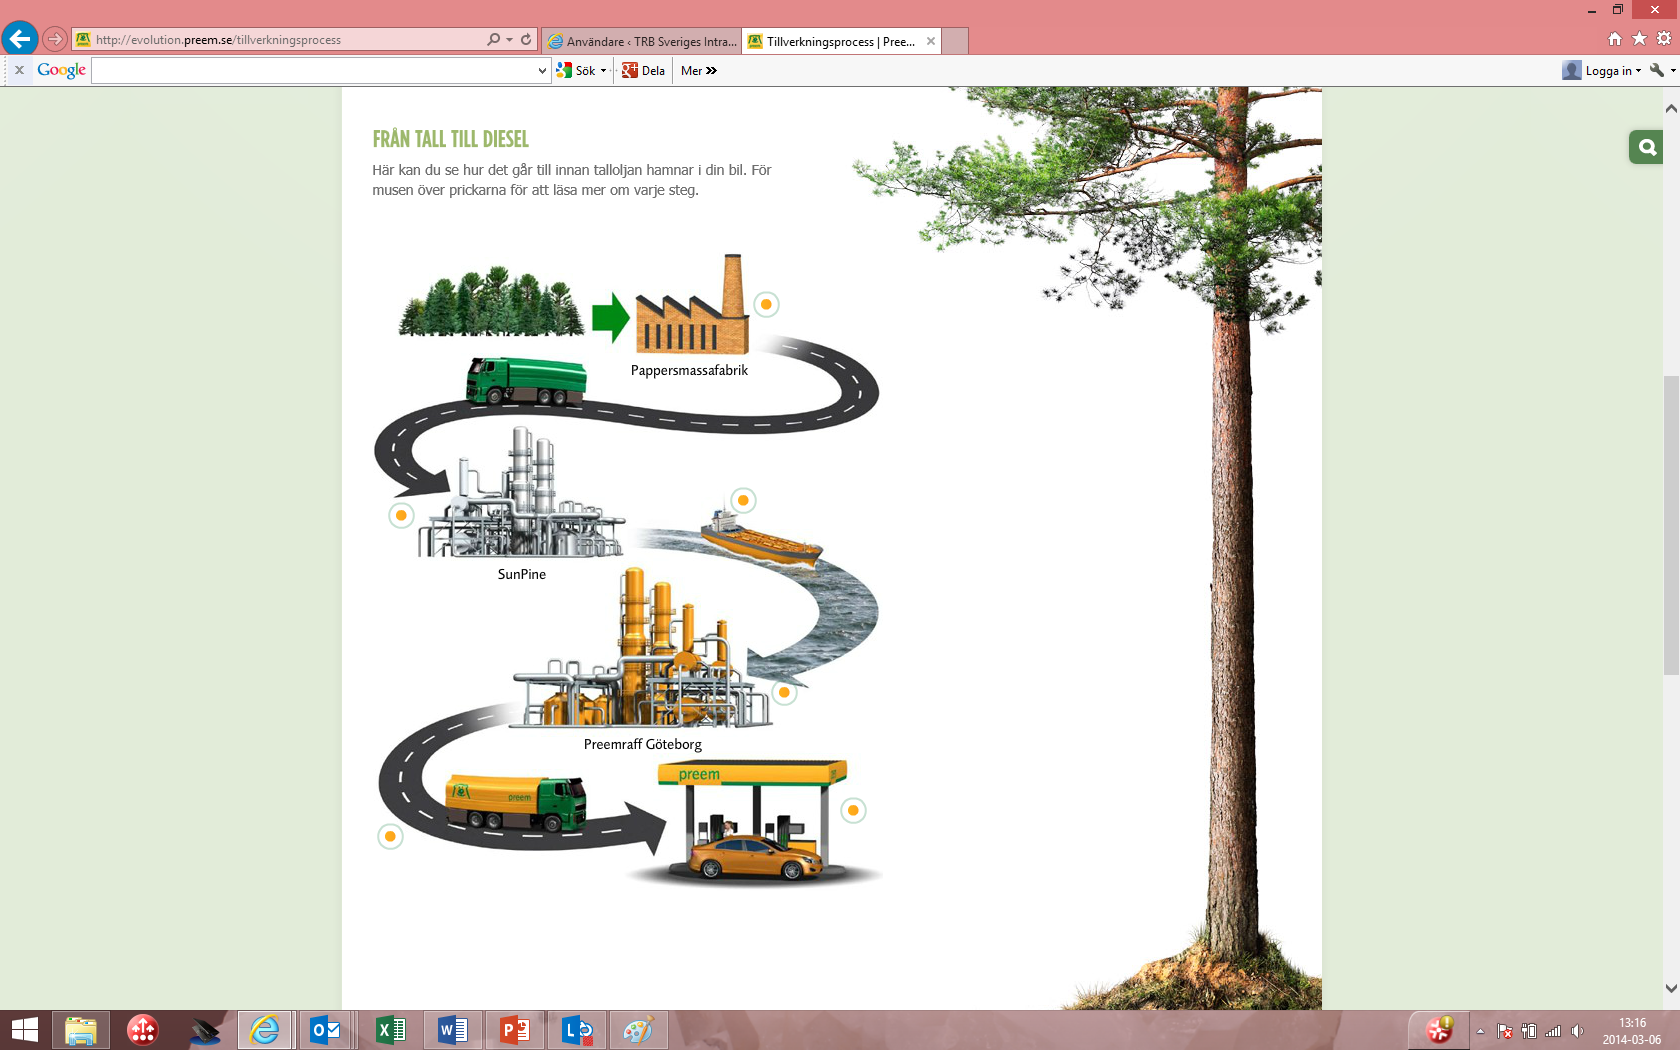 http://evolution.preem.se/tillverkningsprocess
Användare ‹ TRB Sveriges Intra...
Tillverkningsprocess | Pree...
x Google
Sök
Dela
Mer »
Logga in
FRÅN TALL TILL DIESEL
Här kan du se hur det går till innan talloljan hamnar i din bil. För
musen över prickarna för att läsa mer om varje steg.
Pappersmassafabrik
SunPine
Preemraff Göteborg
preem
preem
13:16
2014-03-06